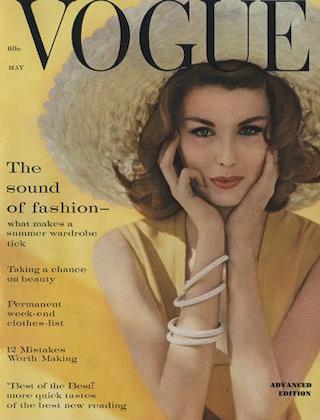 VOGUE
60c
MAY
The
sound
of fashion—
what makes a
summer wardrobe
tick
Taking a chance
on beauty
Permanent
week-end
clothes-list
12 Mistakes
Worth Making
"Best of the Best?
more quick tastes
of the best new reading
ADVANCED
EDITION